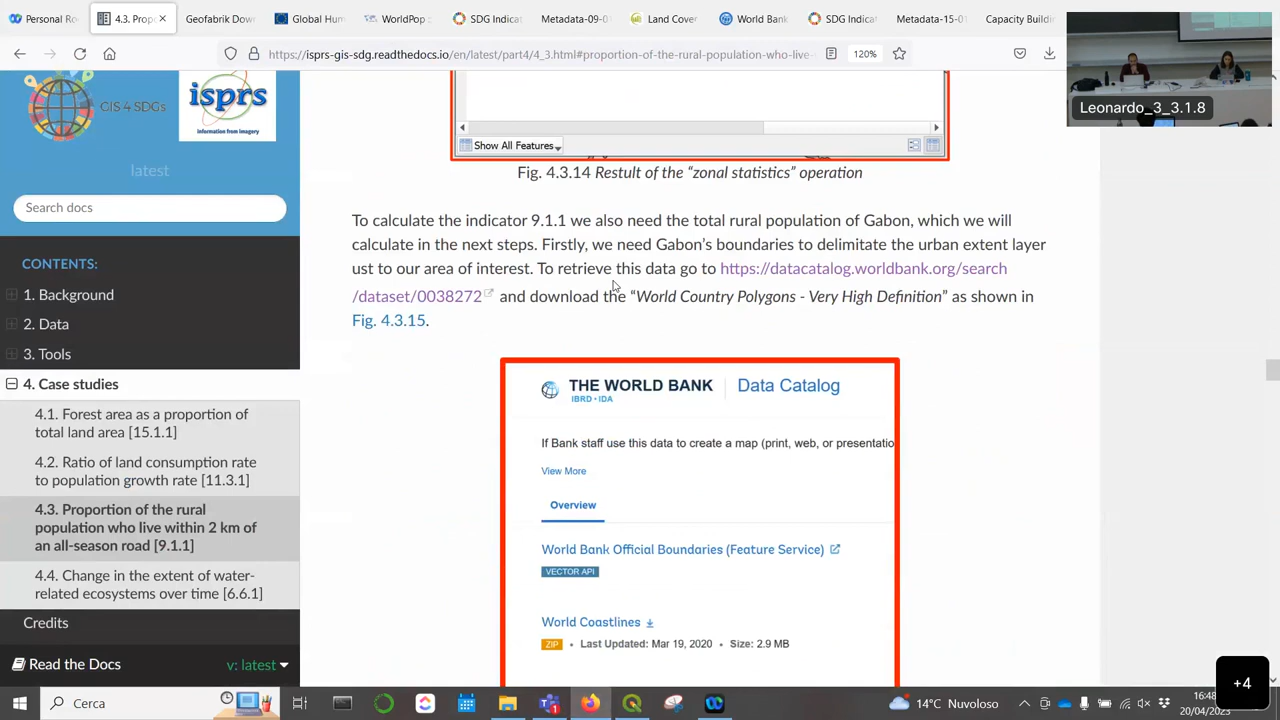 My Persona
4.3. Propo
Geofabrik Downl
Global Hum
WorldPop :
SDG Indicat
Metadata-09-0
Land Cover
World Bank
SDG Indicat
Metadata-15-01
Capacity Buildin
https://isprs-gis-sdg.readthedocs.io/en/latest/part4/4_3.html#proportion-of-the-rural-population-who-live-
120%
Leonardo_3_3.1.8
GIS 4 SDGs
isprs
information from imagery
latest
Search docs
CONTENTS:
1. Background
2. Data
3. Tools
4. Case studies
4.1. Forest area as a proportion of
total land area [15.1.1]
4.2. Ratio of land consumption rate
to population growth rate [11.3.1]
4.3. Proportion of the rural
population who live within 2 km of
an all-season road [9.1.1]
4.4. Change in the extent of water-
related ecosystems over time [6.6.1]
Credits
Read the Docs
v: latest
Show All Features
Fig. 4.3.14 Restult of the “zonal statistics” operation
To calculate the indicator 9.1.1 we also need the total rural population of Gabon, which we will
calculate in the next steps. Firstly, we need Gabon’s boundaries to delimitate the urban extent layer
ust to our area of interest. To retrieve this data go to https://datacatalog.worldbank.org/search
/dataset/0038272 and download the “World Country Polygons - Very High Definition” as shown in
Fig. 4.3.15.
THE WORLD BANK
IBRD • IDA
Data Catalog
If Bank staff use this data to create a map (print, web, or presentatio
View More
Overview
World Bank Official Boundaries (Feature Service)
VECTOR API
World Coastlines
ZIP • Last Updated: Mar 19, 2020 • Size: 2.9 MB
+4
Cerca
14°C Nuvoloso
16:48
20/04/2023